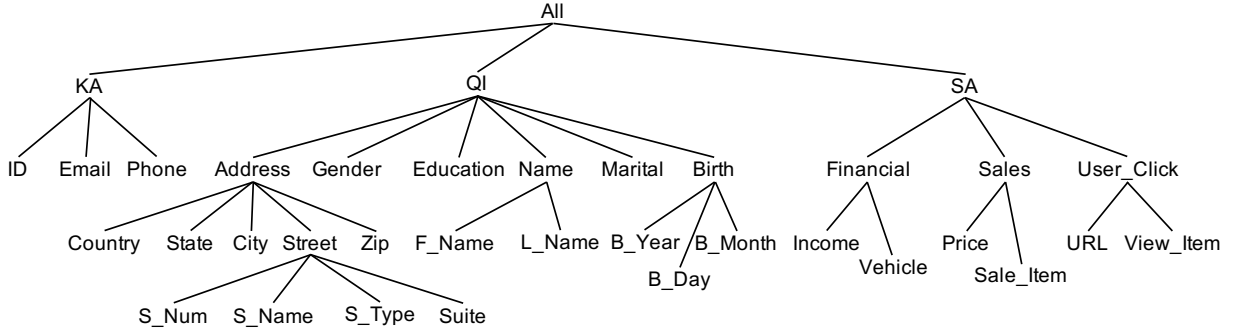 All
KA QI SA
ID Email Phone Address Gender Education Name Marital Birth Financial Sales User_Click
Country State City Street Zip F_Name L_Name B_Year B_Month Income Price URL View_Item
B_Day Vehicle Sale_Item
S_Num S_Name S_Type Suite